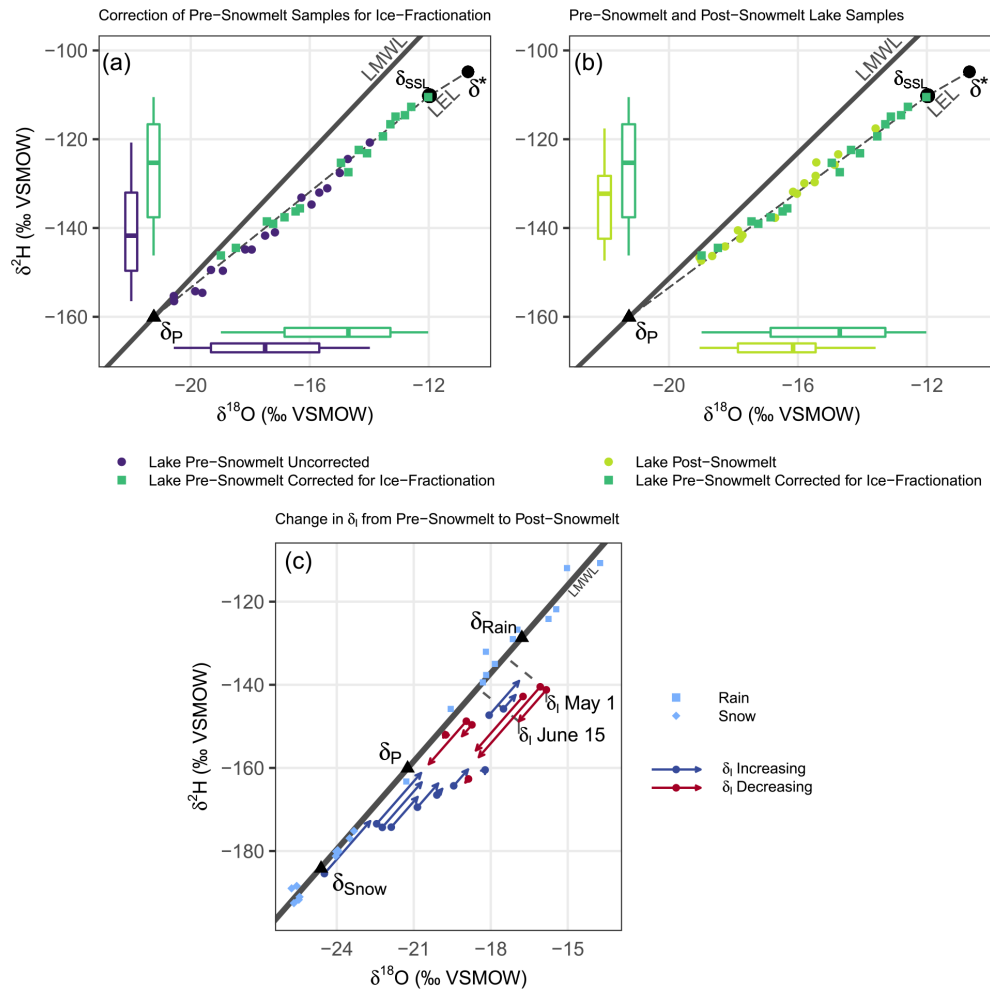 Correction of Pre−Snowmelt Samples for Ice−Fractionation
Pre−Snowmelt and Post−Snowmelt Lake Samples
(a)
LMWL
δSSL
δ*
LEL
δP
−100
−120
−140
−160
δ²H (‰ VSMOW)
−20
−16
−12
δ¹⁸O (‰ VSMOW)
(b)
LMWL
δSSL
δ*
LEL
δP
−100
−120
−140
−160
δ²H (‰ VSMOW)
−20
−16
−12
δ¹⁸O (‰ VSMOW)
Lake Pre−Snowmelt Uncorrected
Lake Pre−Snowmelt Corrected for Ice−Fractionation
Lake Post−Snowmelt
Lake Pre−Snowmelt Corrected for Ice−Fractionation
Change in δI from Pre−Snowmelt to Post−Snowmelt
(c)
LMWL
δRain
δI May 1
δI June 15
δP
δSnow
−120
−140
−160
−180
δ²H (‰ VSMOW)
−24
−21
−18
−15
δ¹⁸O (‰ VSMOW)
Rain
Snow
δI Increasing
δI Decreasing